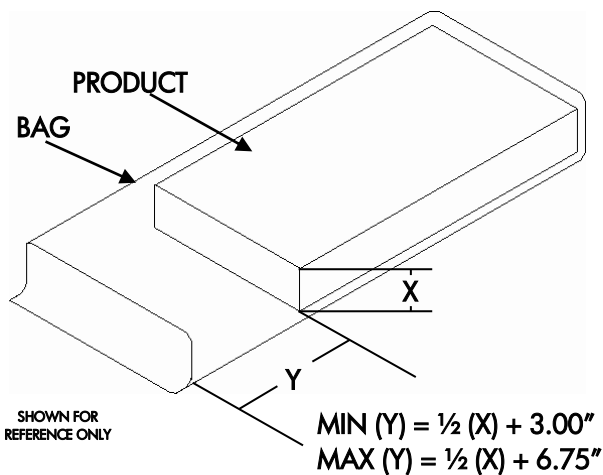 PRODUCT
BAG
X
Y
SHOWN FOR
REFERENCE ONLY
MIN (Y) = ½ (X) + 3.00"
MAX (Y) = ½ (X) + 6.75"